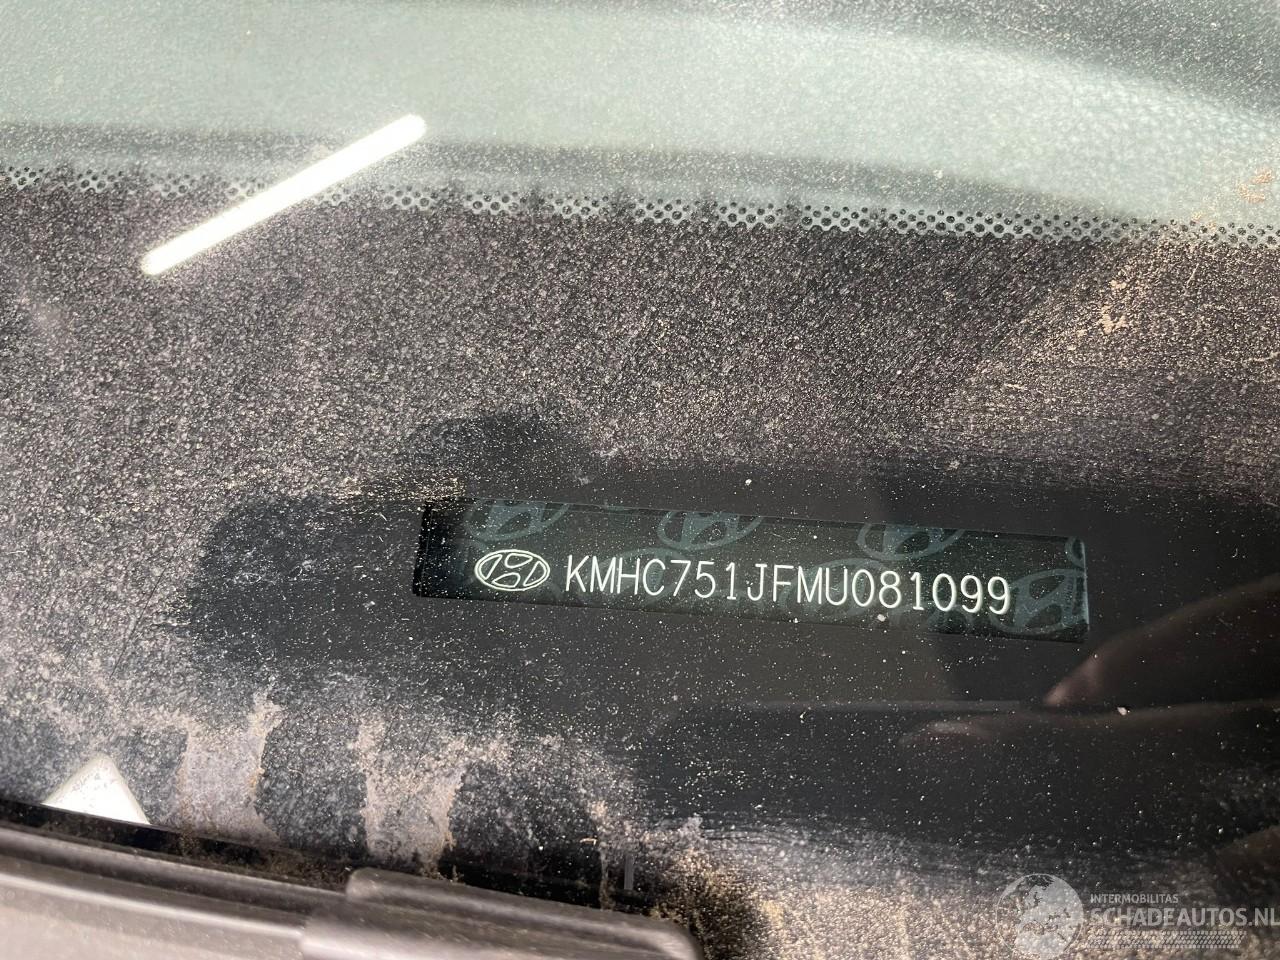 KMHC751JFMU081099
INTERMOBILITAS
SCHADEAUTOS.NL